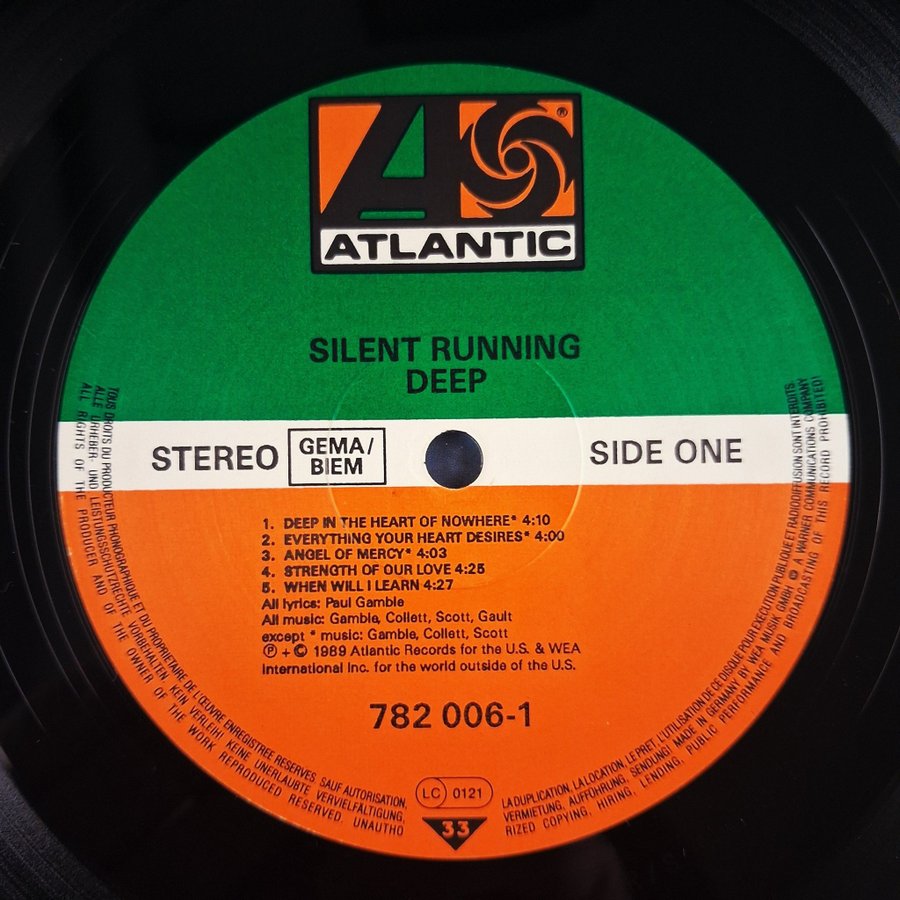 ®
ATLANTIC
SILENT RUNNING
DEEP
STEREO
GEMA/
BIEM
SIDE ONE
1. DEEP IN THE HEART OF NOWHERE* 4:10
2. EVERYTHING YOUR HEART DESIRES* 4:00
3. ANGEL OF MERCY* 4:03
4. STRENGTH OF OUR LOVE 4:25
5. WHEN WILL I LEARN 4:27
All lyrics: Paul Gamble
All music: Gamble, Collett, Scott, Gault
except * music: Gamble, Collett, Scott
℗ + © 1989 Atlantic Records for the U.S. & WEA
International Inc. for the world outside of the U.S.
782 006-1
LC 0121
33
TOUS DROITS DU PRODUCTEUR PHONOGRAPHIQUE ET DU PROPRIETAIRE DE L'ŒUVRE ENREGISTREE RESERVES. SAUF AUTORISATION, LA DUPLICATION, LA LOCATION, LE PRET, L'UTILISATION DE CE DISQUE POUR EXECUTION PUBLIQUE ET RADIODIFFUSION SONT INTERDITS.
ALLE URHEBER- UND LEISTUNGSSCHUTZRECHTE VORBEHALTEN. KEIN VERLEIH! KEINE UNERLAUBTE VERVIELFÄLTIGUNG, VERMIETUNG, AUFFÜHRUNG, SENDUNG! MADE IN GERMANY BY WEA MUSIK GMBH ℗ A WARNER COMMUNICATIONS COMPANY
ALL RIGHTS OF THE PRODUCER AND OF THE OWNER OF THE WORK REPRODUCED RESERVED. UNAUTHORIZED COPYING, HIRING, LENDING, PUBLIC PERFORMANCE AND BROADCASTING OF THIS RECORD PROHIBITED!